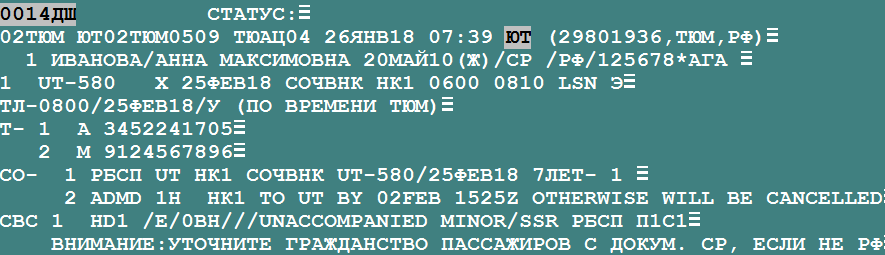 0014ДШ СТАТУС:
02ТЮМ ЮТ02ТЮМ0509 ТЮАЦ04 26ЯНВ18 07:39 ЮТ (29801936,ТЮМ,РФ)
1 ИВАНОВА/АННА МАКСИМОВНА 20МАЙ10(Ж)/СР /РФ/125678*АГА
1 UT-580 Х 25ФЕВ18 СОЧВНК НК1 0600 0810 LSN Э
ТЛ-0800/25ФЕВ18/У (ПО ВРЕМЕНИ ТЮМ)
Т- 1 А 3452241705
2 М 9124567896
СО- 1 РБСП UT НК1 СОЧВНК UT-580/25ФЕВ18 7ЛЕТ- 1
2 ADMD 1H HK1 TO UT BY 02FEB 1525Z OTHERWISE WILL BE CANCELLED
СВС 1 HD1 /E/0ВН///UNACCOMPANIED MINOR/SSR РБСП П1С1
ВНИМАНИЕ:УТОЧНИТЕ ГРАЖДАНСТВО ПАССАЖИРОВ С ДОКУМ. СР, ЕСЛИ НЕ РФ